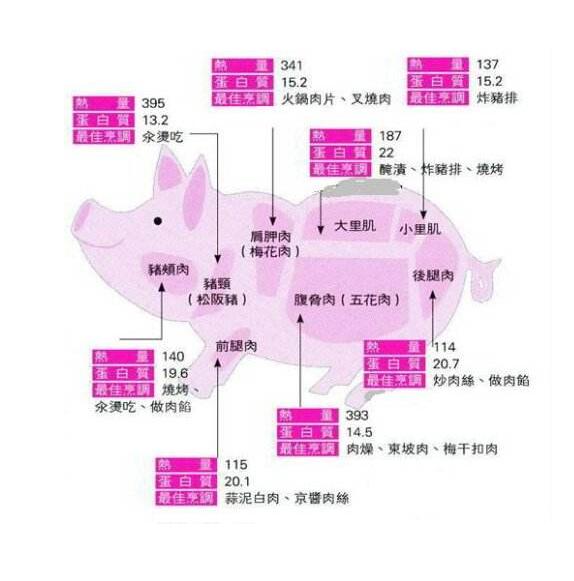 熱量 341
蛋白質 15.2
最佳烹調 火鍋肉片、叉燒肉
熱量 137
蛋白質 15.2
最佳烹調 炸豬排
熱量 395
蛋白質 13.2
最佳烹調 汆燙吃
熱量 187
蛋白質 22
最佳烹調 醃漬、炸豬排、燒烤
肩胛肉
(梅花肉)
大里肌
小里肌
豬頰肉
豬頸
(松阪豬)
腹脅肉(五花肉)
後腿肉
前腿肉
熱量 140
蛋白質 19.6
最佳烹調 燒烤、
汆燙吃、做肉餡
熱量 114
蛋白質 20.7
最佳烹調 炒肉絲、做肉餡
熱量 393
蛋白質 14.5
最佳烹調 肉燥、東坡肉、梅干扣肉
熱量 115
蛋白質 20.1
最佳烹調 蒜泥白肉、京醬肉絲